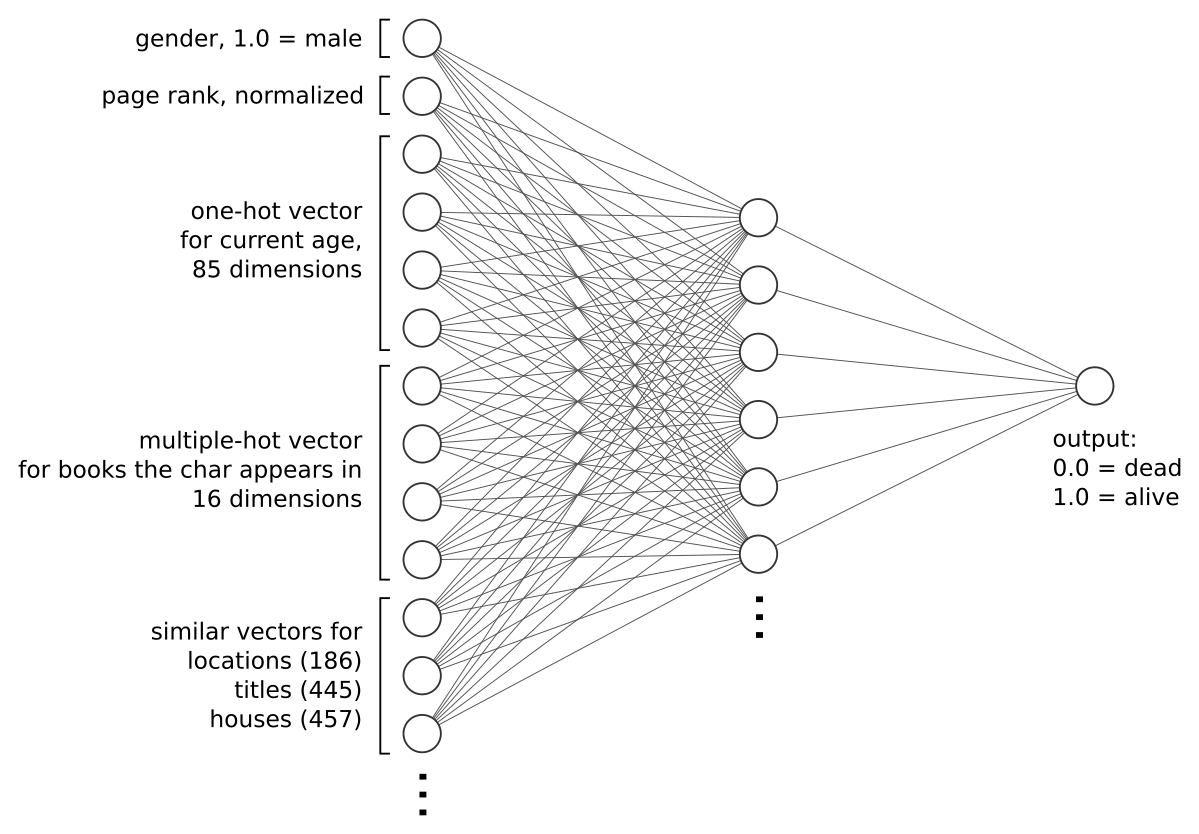 gender, 1.0 = male
page rank, normalized
one-hot vector
for current age,
85 dimensions
multiple-hot vector
for books the char appears in
16 dimensions
similar vectors for
locations (186)
titles (445)
houses (457)
output:
0.0 = dead
1.0 = alive